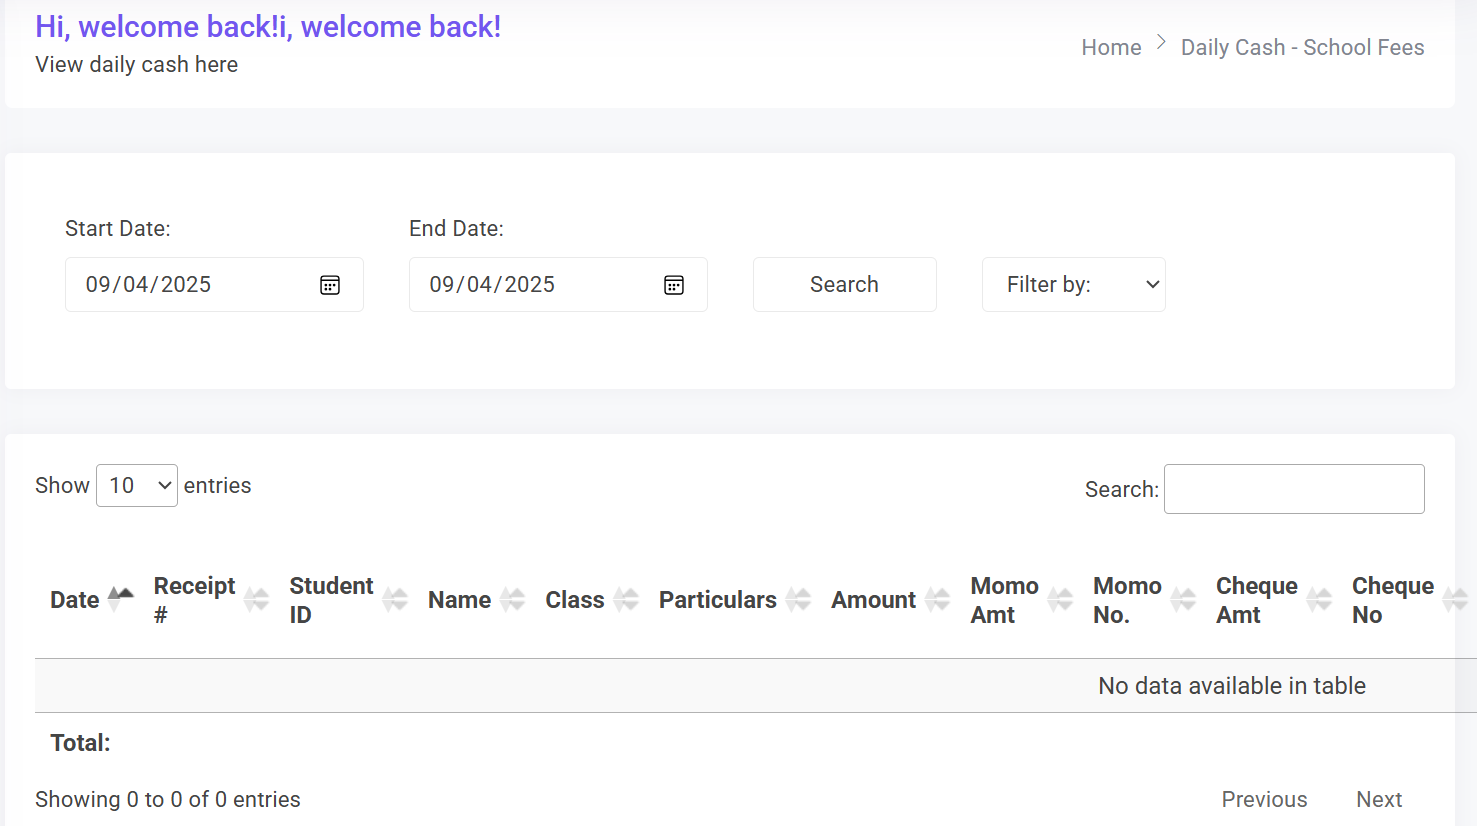 Hi, welcome back!i, welcome back!
View daily cash here
Home > Daily Cash - School Fees
Start Date:
End Date:
09/04/2025
09/04/2025
Search
Filter by:
Show 10 entries
Search:
Date Receipt # Student ID Name Class Particulars Amount Momo Amt Momo No. Cheque Amt Cheque No
No data available in table
Total:
Showing 0 to 0 of 0 entries
Previous Next